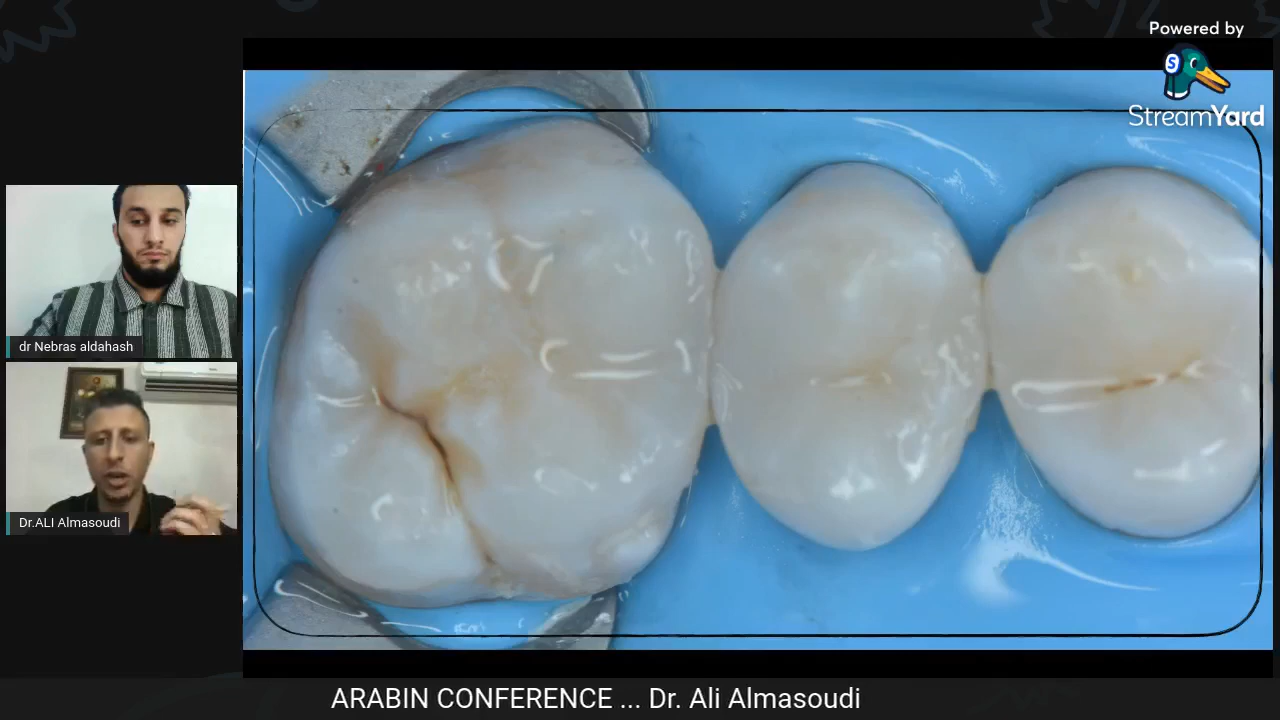 Powered by
S
StreamYard
dr Nebras aldahash
Dr.ALI Almasoudi
ARABIN CONFERENCE ... Dr. Ali Almasoudi